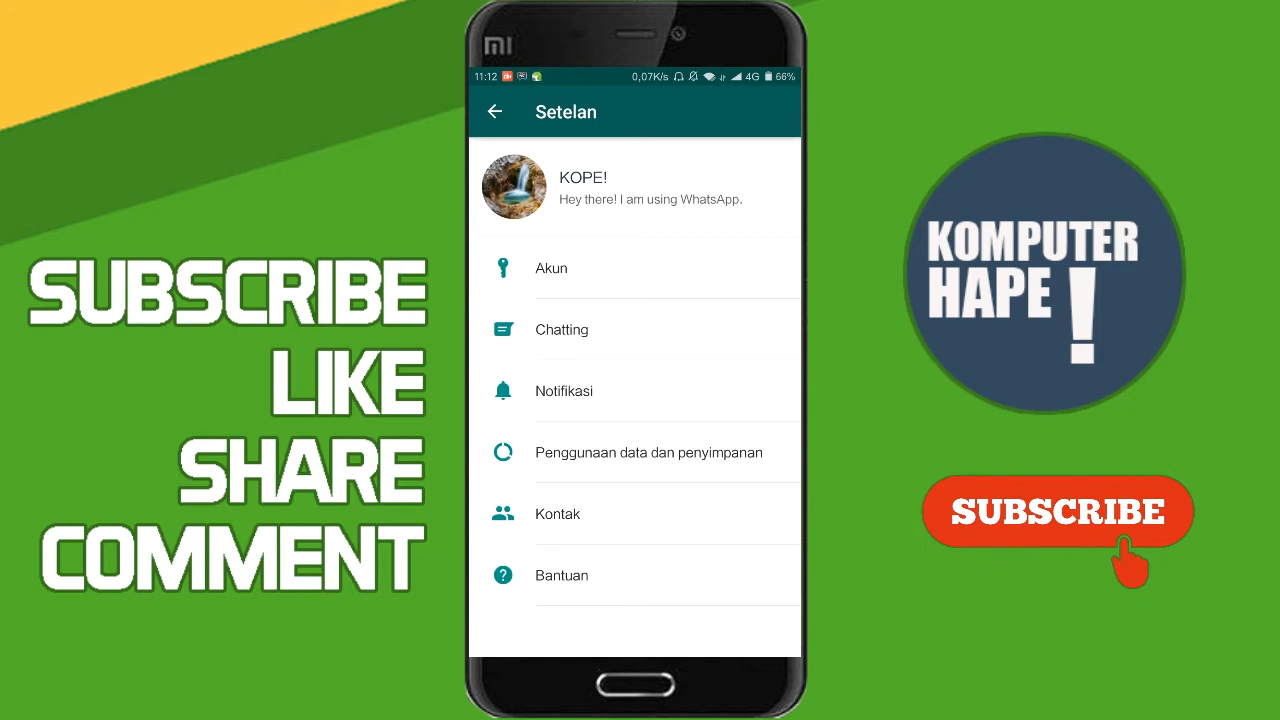 SUBSCRIBE
LIKE
SHARE
COMMENT
mi
11:12 0,07K/s 4G 66%
Setelan
KOPE!
Hey there! I am using WhatsApp.
Akun
Chatting
Notifikasi
Penggunaan data dan penyimpanan
Kontak
? Bantuan
KOMPUTER
HAPE!
SUBSCRIBE